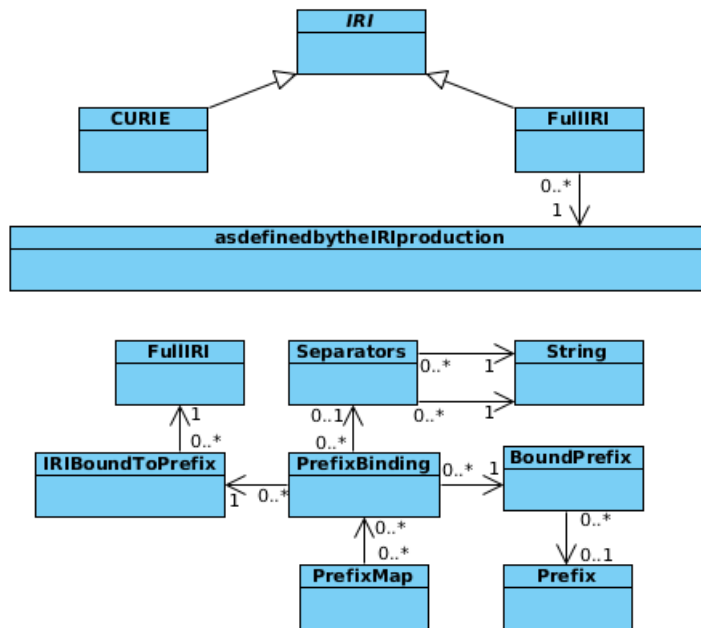 IRI
CURIE
FullIRI
0..*
1
asdefinedbytheIRIproduction
FullIRI
Separators
String
0..*
1
0..*
1
1
0..*
0..1
0..*
IRIBoundToPrefix
PrefixBinding
BoundPrefix
1
0..*
0..*
1
0..*
0..*
0..*
0..1
PrefixMap
Prefix